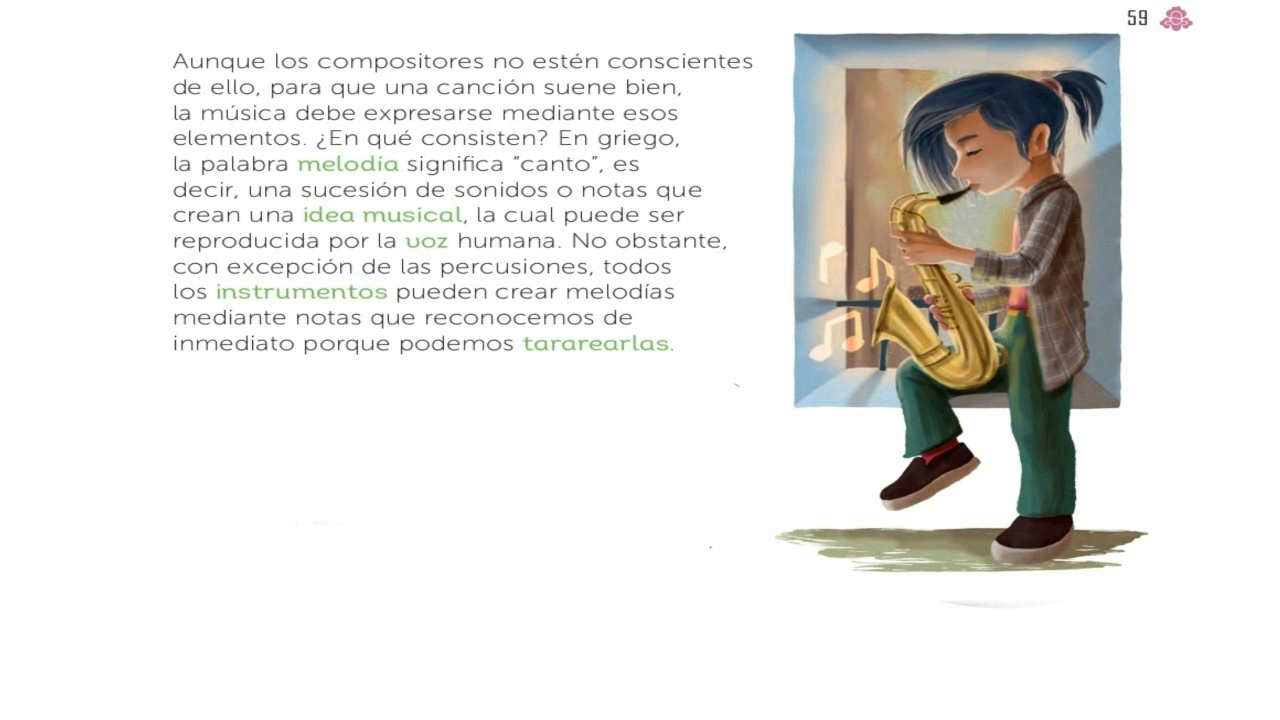 59
Aunque los compositores no estén conscientes
de ello, para que una canción suene bien,
la música debe expresarse mediante esos
elementos. ¿En qué consisten? En griego,
la palabra melodía significa “canto”, es
decir, una sucesión de sonidos o notas que
crean una idea musical, la cual puede ser
reproducida por la voz humana. No obstante,
con excepción de las percusiones, todos
los instrumentos pueden crear melodías
mediante notas que reconocemos de
inmediato porque podemos tararearlas.